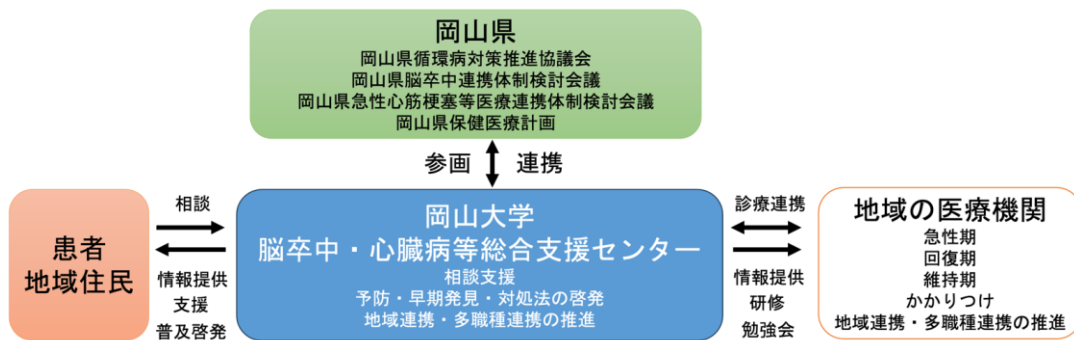 岡山県
岡山県循環病対策推進協議会
岡山県脳卒中連携体制検討会議
岡山県急性心筋梗塞等医療連携体制検討会議
岡山県保健医療計画
参画 連携
患者
地域住民
相談
情報提供
支援
普及啓発
岡山大学
脳卒中・心臓病等総合支援センター
相談支援
予防・早期発見・対処法の啓発
地域連携・多職種連携の推進
診療連携
情報提供
研修
勉強会
地域の医療機関
急性期
回復期
維持期
かかりつけ
地域連携・多職種連携の推進